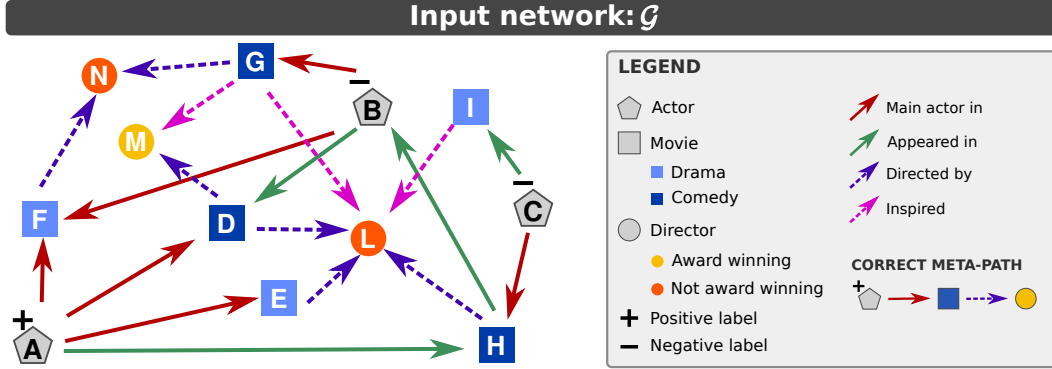 Input network: 𝒢
N
G
B
I
M
F
D
L
C
E
A
H
+
−
−
LEGEND
Actor
Movie
Drama
Comedy
Director
Award winning
Not award winning
+ Positive label
− Negative label
Main actor in
Appeared in
Directed by
Inspired
CORRECT META-PATH
+